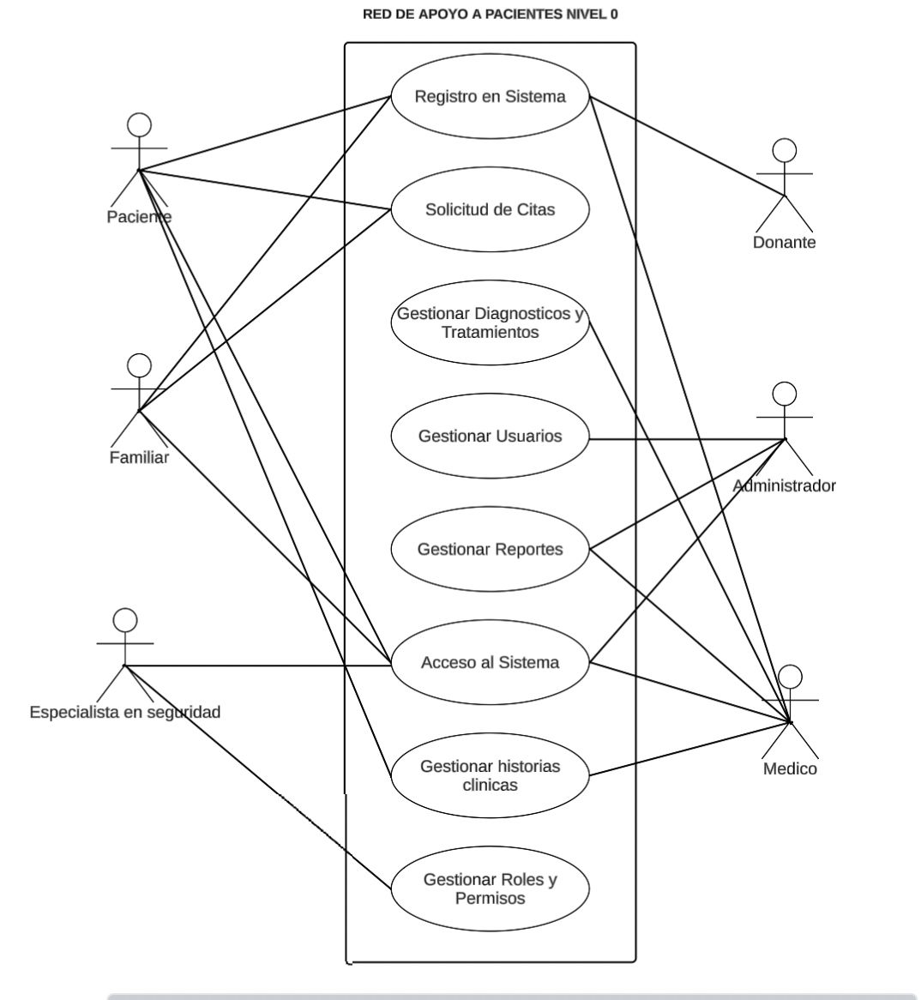 RED DE APOYO A PACIENTES NIVEL 0
Registro en Sistema
Paciente
Solicitud de Citas
Donante
Gestionar Diagnosticos y
Tratamientos
Familiar
Gestionar Usuarios
Administrador
Gestionar Reportes
Acceso al Sistema
Especialista en seguridad
Gestionar historias
clinicas
Medico
Gestionar Roles y
Permisos